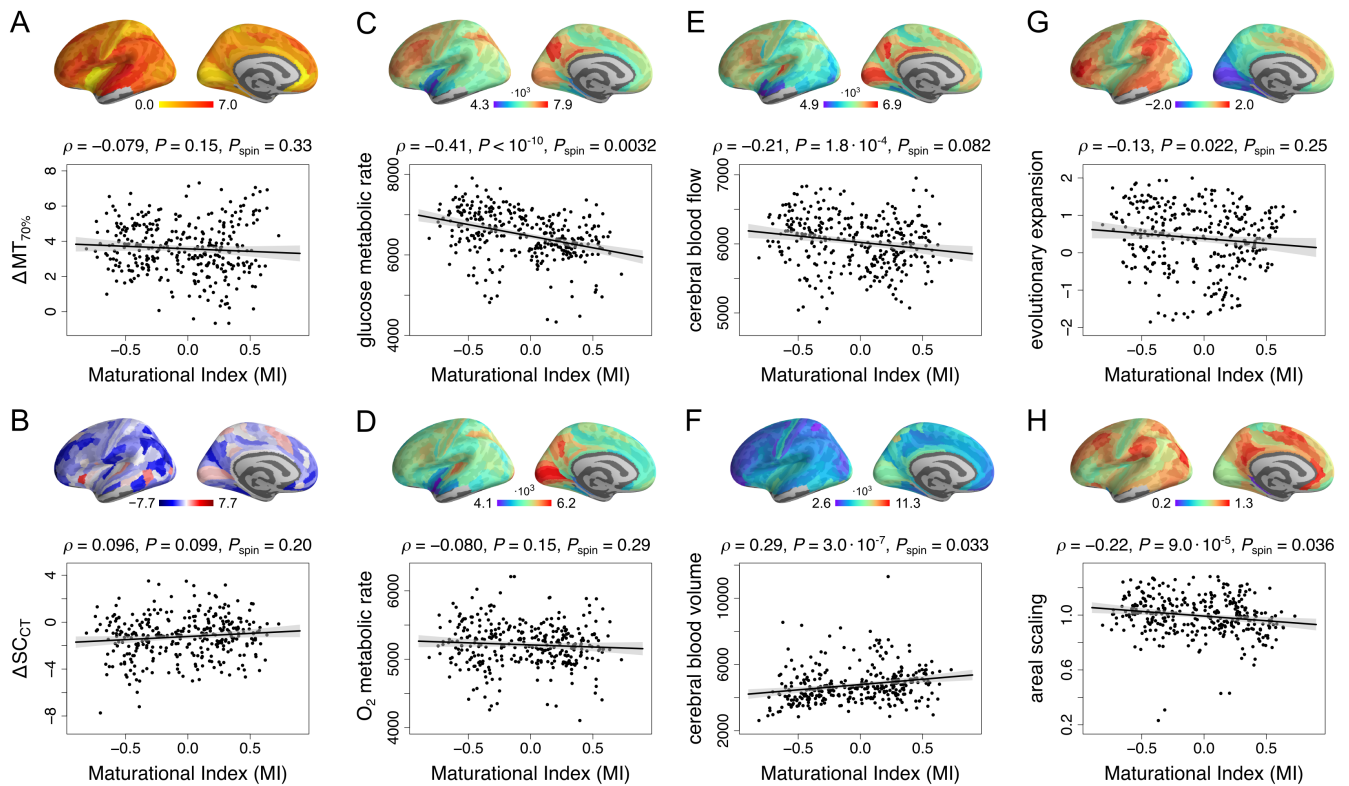 A
0.0 7.0
ρ = −0.079, P = 0.15, Pspin = 0.33
ΔMT70%
8
6
4
2
0
−0.5 0.0 0.5
Maturational Index (MI)
C
·10³
4.3 7.9
ρ = −0.41, P < 10⁻¹⁰, Pspin = 0.0032
glucose metabolic rate
8000
6000
4000
−0.5 0.0 0.5
Maturational Index (MI)
E
·10³
4.9 6.9
ρ = −0.21, P = 1.8 · 10⁻⁴, Pspin = 0.082
cerebral blood flow
7000
6000
5000
−0.5 0.0 0.5
Maturational Index (MI)
G
−2.0 2.0
ρ = −0.13, P = 0.022, Pspin = 0.25
evolutionary expansion
2
1
0
−1
−2
−0.5 0.0 0.5
Maturational Index (MI)
B
−7.7 7.7
ρ = 0.096, P = 0.099, Pspin = 0.20
ΔSCCT
4
0
−4
−8
−0.5 0.0 0.5
Maturational Index (MI)
D
·10³
4.1 6.2
ρ = −0.080, P = 0.15, Pspin = 0.29
O₂ metabolic rate
6000
5000
4000
−0.5 0.0 0.5
Maturational Index (MI)
F
·10³
2.6 11.3
ρ = 0.29, P = 3.0 · 10⁻⁷, Pspin = 0.033
cerebral blood volume
10000
6000
2000
−0.5 0.0 0.5
Maturational Index (MI)
H
0.2 1.3
ρ = −0.22, P = 9.0 · 10⁻⁵, Pspin = 0.036
areal scaling
1.0
0.6
0.2
−0.5 0.0 0.5
Maturational Index (MI)